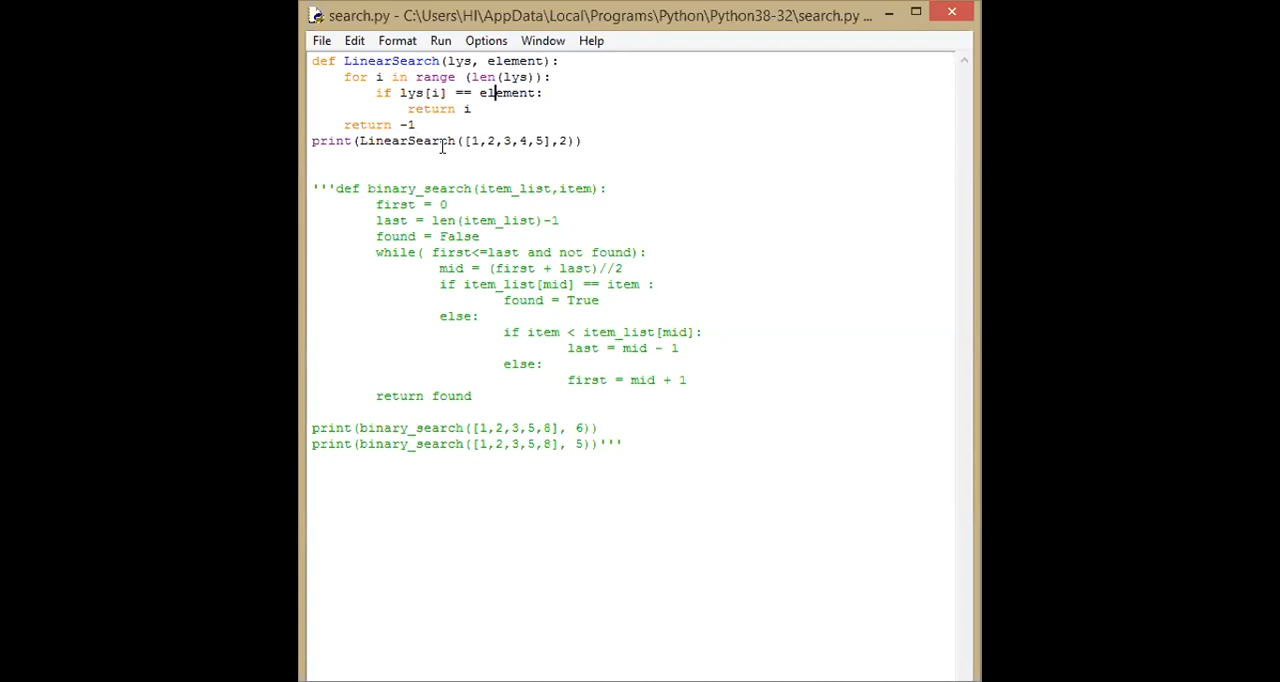 search.py - C:\Users\HI\AppData\Local\Programs\Python\Python38-32\search.py ...
File Edit Format Run Options Window Help
def LinearSearch(lys, element):
    for i in range (len(lys)):
        if lys[i] == element:
            return i
    return -1
print(LinearSearch([1,2,3,4,5],2))
'''def binary_search(item_list,item):
        first = 0
        last = len(item_list)-1
        found = False
        while( first<=last and not found):
                mid = (first + last)//2
                if item_list[mid] == item :
                        found = True
                else:
                        if item < item_list[mid]:
                                last = mid - 1
                        else:
                                first = mid + 1
        return found
print(binary_search([1,2,3,5,8], 6))
print(binary_search([1,2,3,5,8], 5))'''